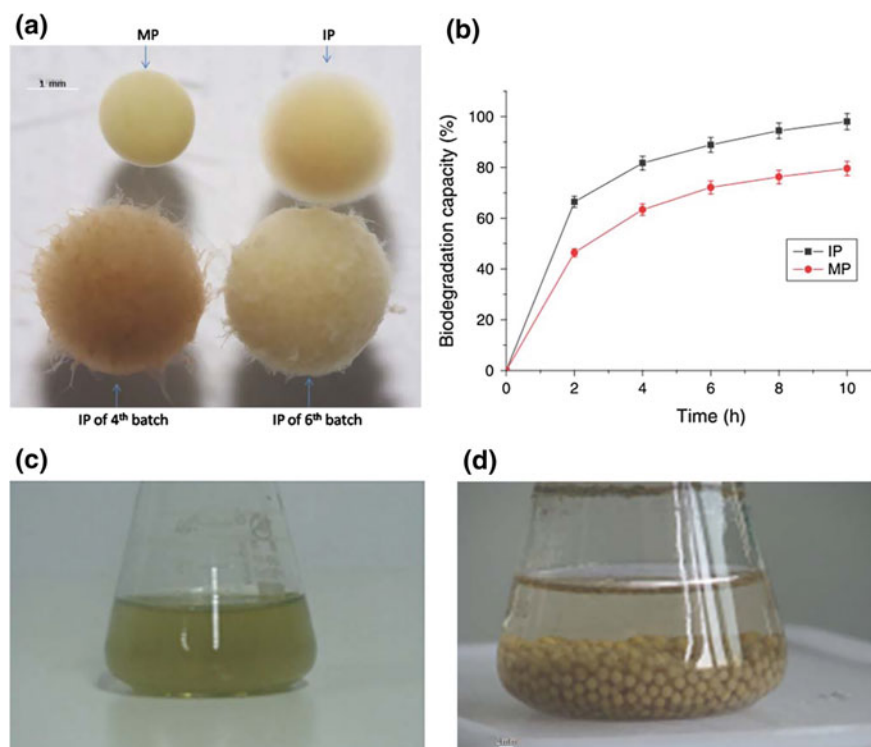 (a)
MP IP
1 mm
IP of 4th batch IP of 6th batch
(b)
Biodegradation capacity (%)
100
80
60
40
20
0
IP
MP
0 2 4 6 8 10
Time (h)
(c)
(d)